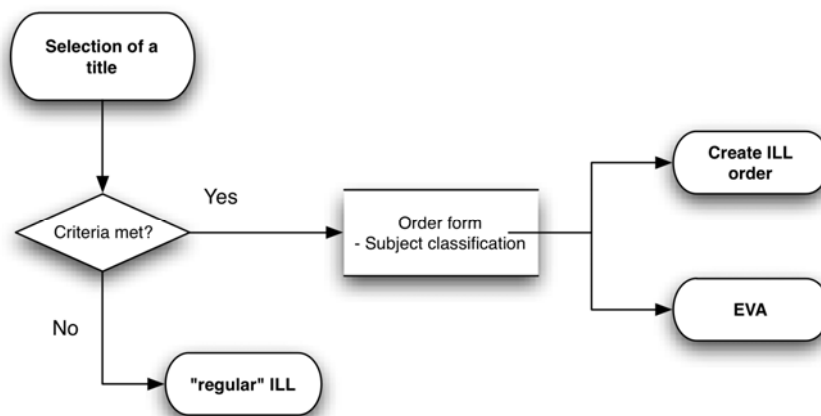 Selection of a
title
Criteria met?
Yes
No
Order form
- Subject classification
Create ILL
order
EVA
"regular" ILL